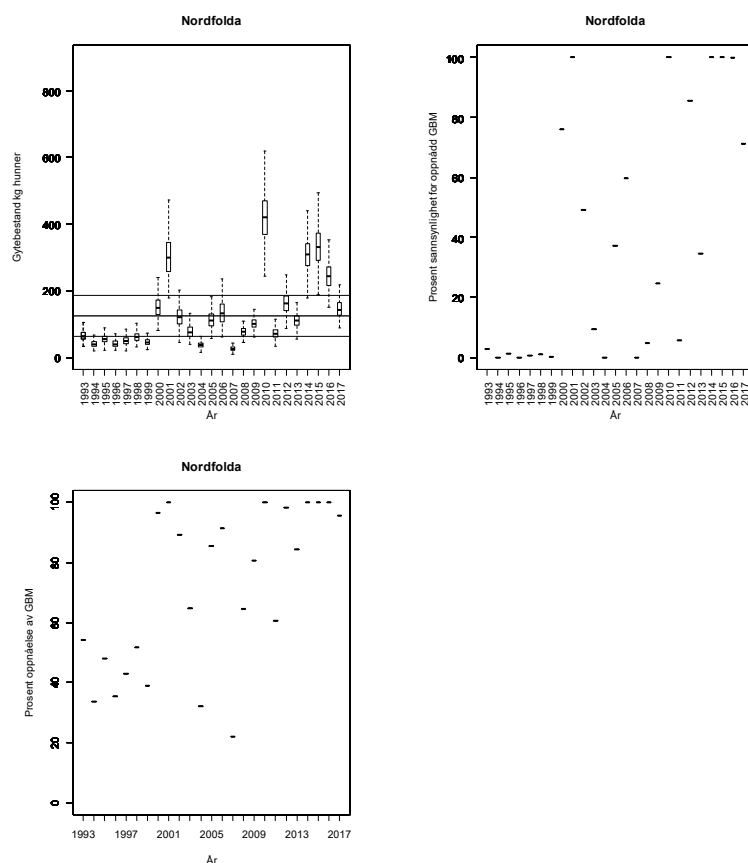 Nordfolda
Gytebestand kg hunner
800
600
400
200
0
1993 1994 1995 1996 1997 1998 1999 2000 2001 2002 2003 2004 2005 2006 2007 2008 2009 2010 2011 2012 2013 2014 2015 2016 2017
År
Nordfolda
Prosent sannsynlighet for oppnådd GBM
100
80
60
40
20
0
1993 1994 1995 1996 1997 1998 1999 2000 2001 2002 2003 2004 2005 2006 2007 2008 2009 2010 2011 2012 2013 2014 2015 2016 2017
År
Nordfolda
Prosent oppnåelse av GBM
100
80
60
40
20
0
1993 1997 2001 2005 2009 2013 2017
År